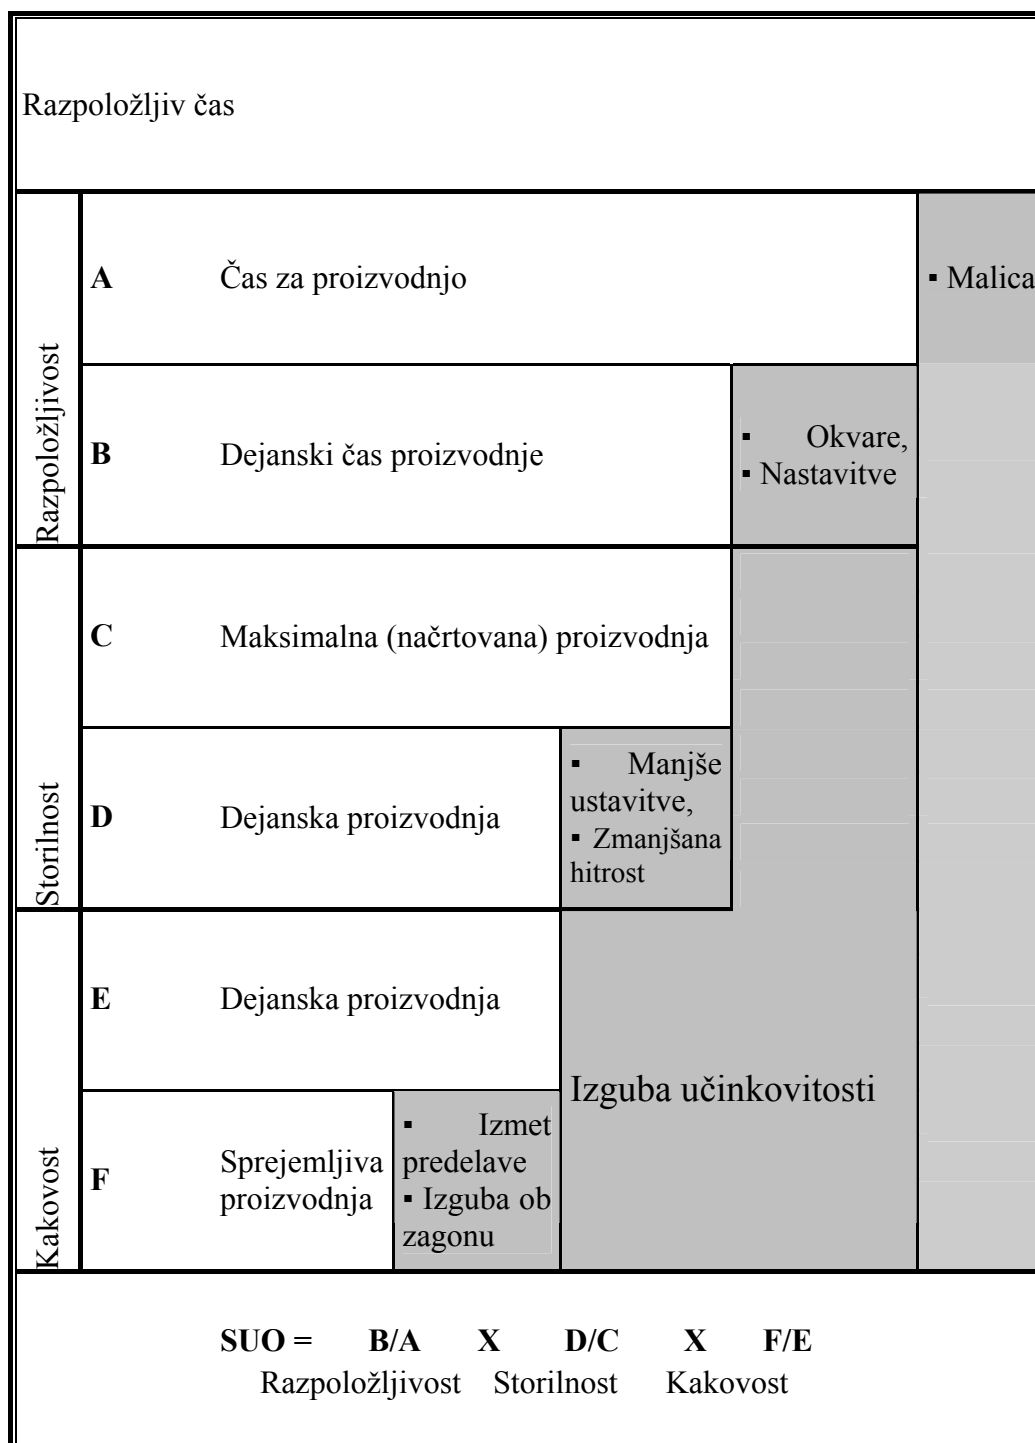 Razpoložljiv čas
Razpoložljivost
A Čas za proizvodnjo
▪ Malica
B Dejanski čas proizvodnje
▪ Okvare,
▪ Nastavitve
Storilnost
C Maksimalna (načrtovana) proizvodnja
D Dejanska proizvodnja
▪ Manjše
ustavitve,
▪ Zmanjšana
hitrost
Kakovost
E Dejanska proizvodnja
Izguba učinkovitosti
F Sprejemljiva
proizvodnja
▪ Izmet
predelave
▪ Izguba ob
zagonu
SUO = B/A X D/C X F/E
Razpoložljivost Storilnost Kakovost